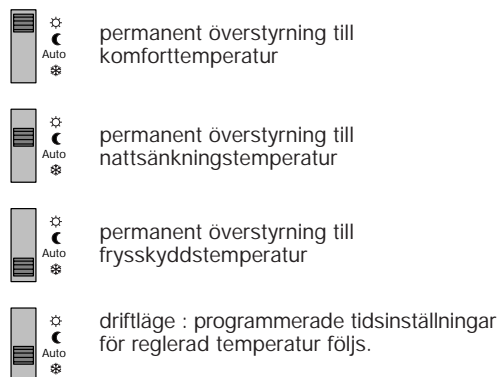 permanent överstyrning till
komforttemperatur
Auto
permanent överstyrning till
nattsänkningstemperatur
Auto
permanent överstyrning till
frysskyddstemperatur
Auto
driftläge : programmerade tidsinställningar
för reglerad temperatur följs.
Auto